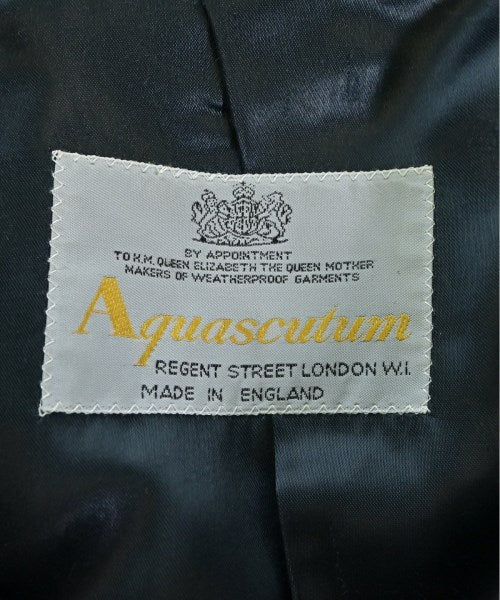 BY APPOINTMENT
TO H.M. QUEEN ELIZABETH THE QUEEN MOTHER
MAKERS OF WEATHERPROOF GARMENTS
Aquascutum
REGENT STREET LONDON W.I.
MADE IN ENGLAND